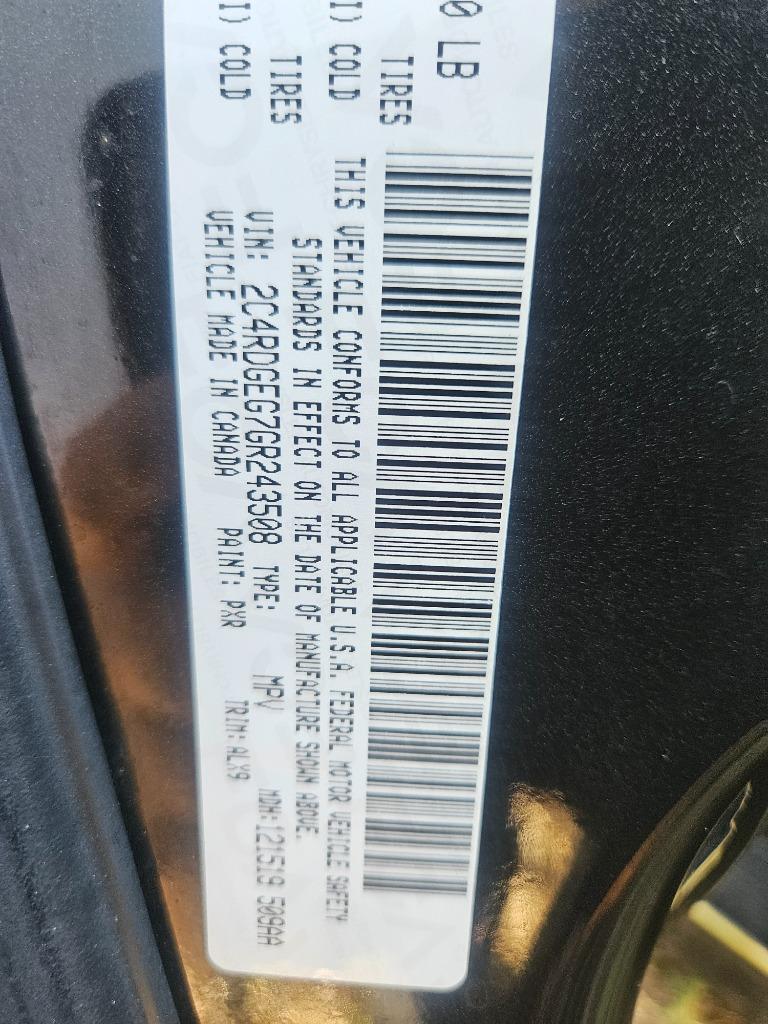 0 LB
TIRES
I) COLD
TIRES
I) COLD
THIS VEHICLE CONFORMS TO ALL APPLICABLE U.S.A. FEDERAL MOTOR VEHICLE SAFETY
STANDARDS IN EFFECT ON THE DATE OF MANUFACTURE SHOWN ABOVE.
VIN: 2C4RDGEG7GR243508 TYPE: MPV MDH:121519 509AA
VEHICLE MADE IN CANADA PAINT: PXR TRIM:ALX9